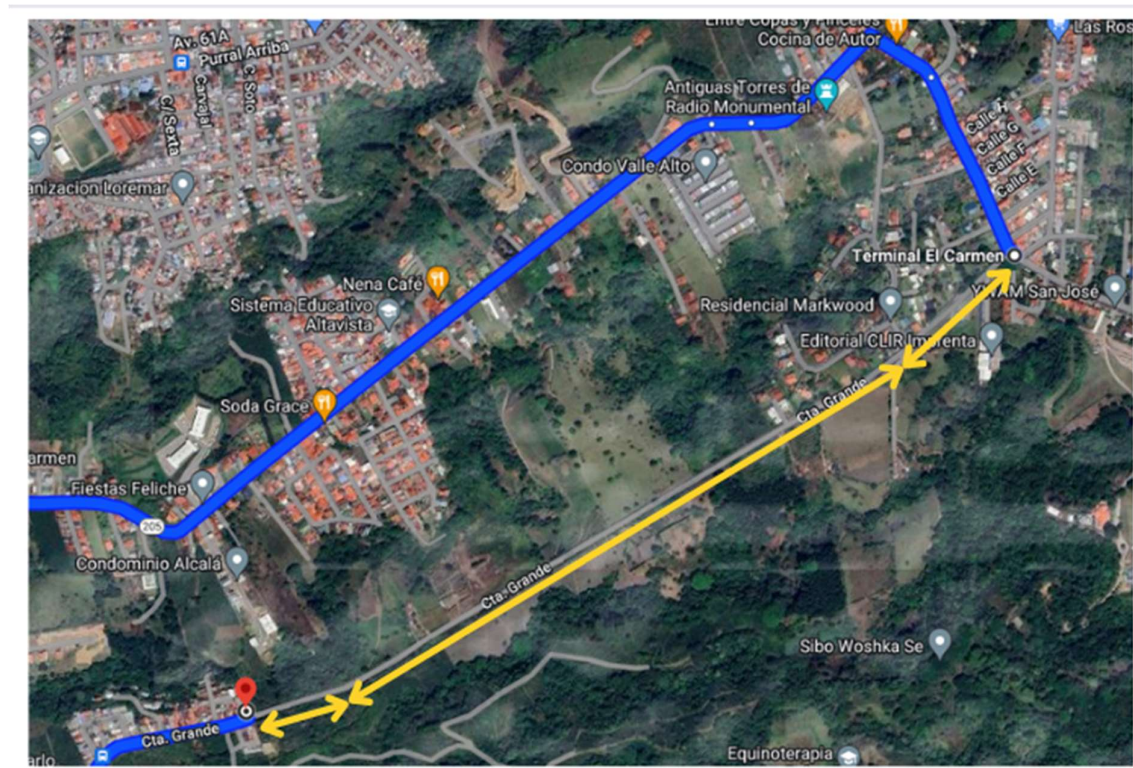 Av. 61A
Purral Arriba
C. Soto
Carvajal
C/Sexta
anizacion Loremar
Entre Copas y Pinceles
Cocina de Autor
Las Ros
Antiguas Torres de
Radio Monumental
Calle H
Calle G
Calle F
Calle E
Condo Valle Alto
Terminal El Carmen
Nena Café
Sistema Educativo
Altavista
Residencial Markwood
YWAM San José
Editorial CLIR Imprenta
Cta. Grande
Soda Grace
armen
Fiestas Feliche
205
Condominio Alcalá
Cta. Grande
Sibo Woshka Se
Cta. Grande
arlo
Equinoterapia